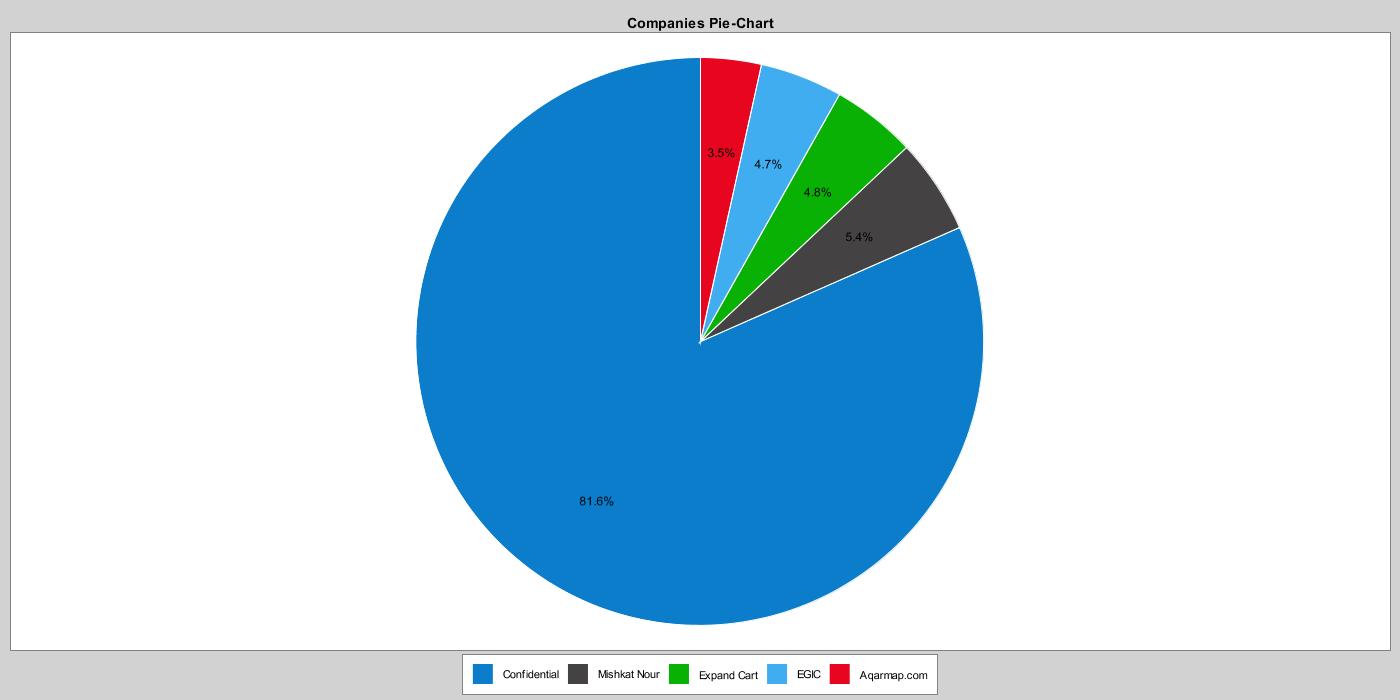 Companies Pie-Chart
3.5%
4.7%
4.8%
5.4%
81.6%
Confidential Mishkat Nour Expand Cart EGIC Aqarmap.com